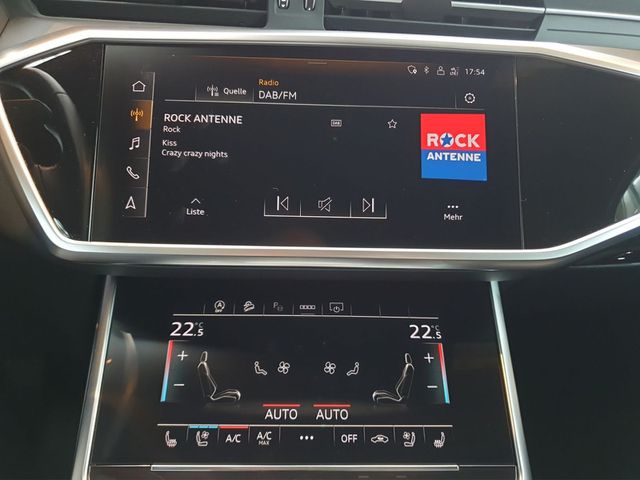 17:54
Radio
Quelle DAB/FM
ROCK ANTENNE
Rock
Kiss
Crazy crazy nights
DAB
ROCK
ANTENNE
Liste
Mehr
OFF
22.5 °C
22.5 °C
AUTO AUTO
A/C A/C MAX OFF